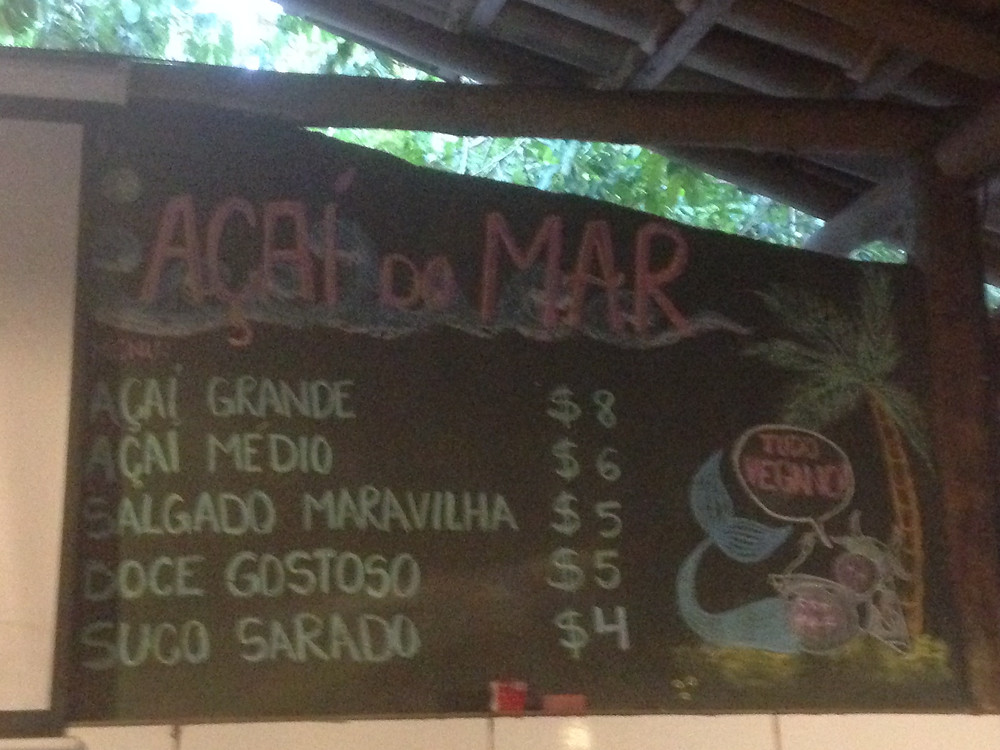 AÇAÍ DO MAR
MENU:
AÇAÍ GRANDE $ 8
AÇAÍ MÉDIO $ 6
SALGADO MARAVILHA $ 5
DOCE GOSTOSO $ 5
SUCO SARADO $ 4
TUDO
VEGANO!